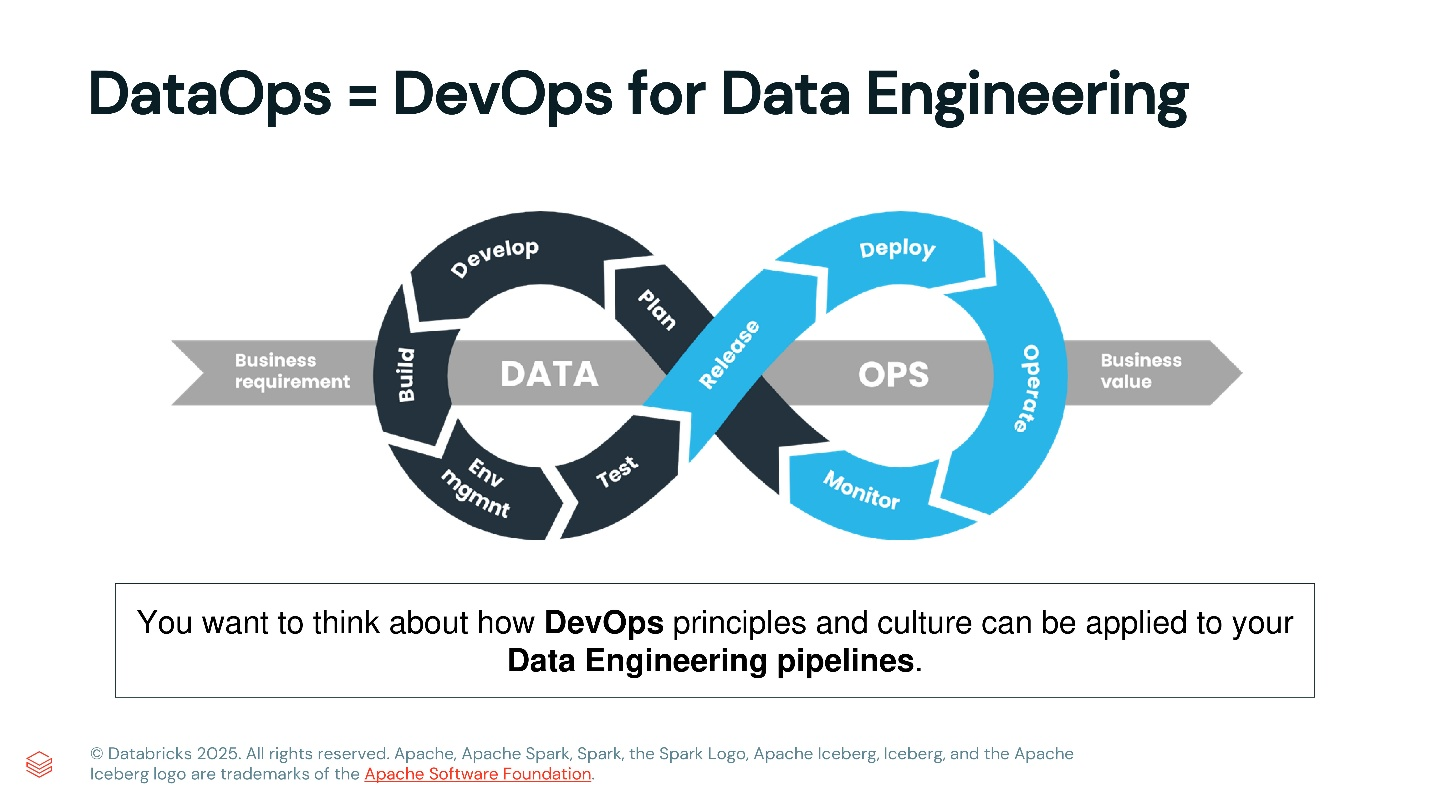 DataOps = DevOps for Data Engineering
Develop
Plan
Build
Env
mgmnt
Test
Release
Deploy
Operate
Monitor
Business
requirement
DATA
OPS
Business
value
You want to think about how DevOps principles and culture can be applied to your
Data Engineering pipelines.
© Databricks 2025. All rights reserved. Apache, Apache Spark, Spark, the Spark Logo, Apache Iceberg, Iceberg, and the Apache
Iceberg logo are trademarks of the Apache Software Foundation.